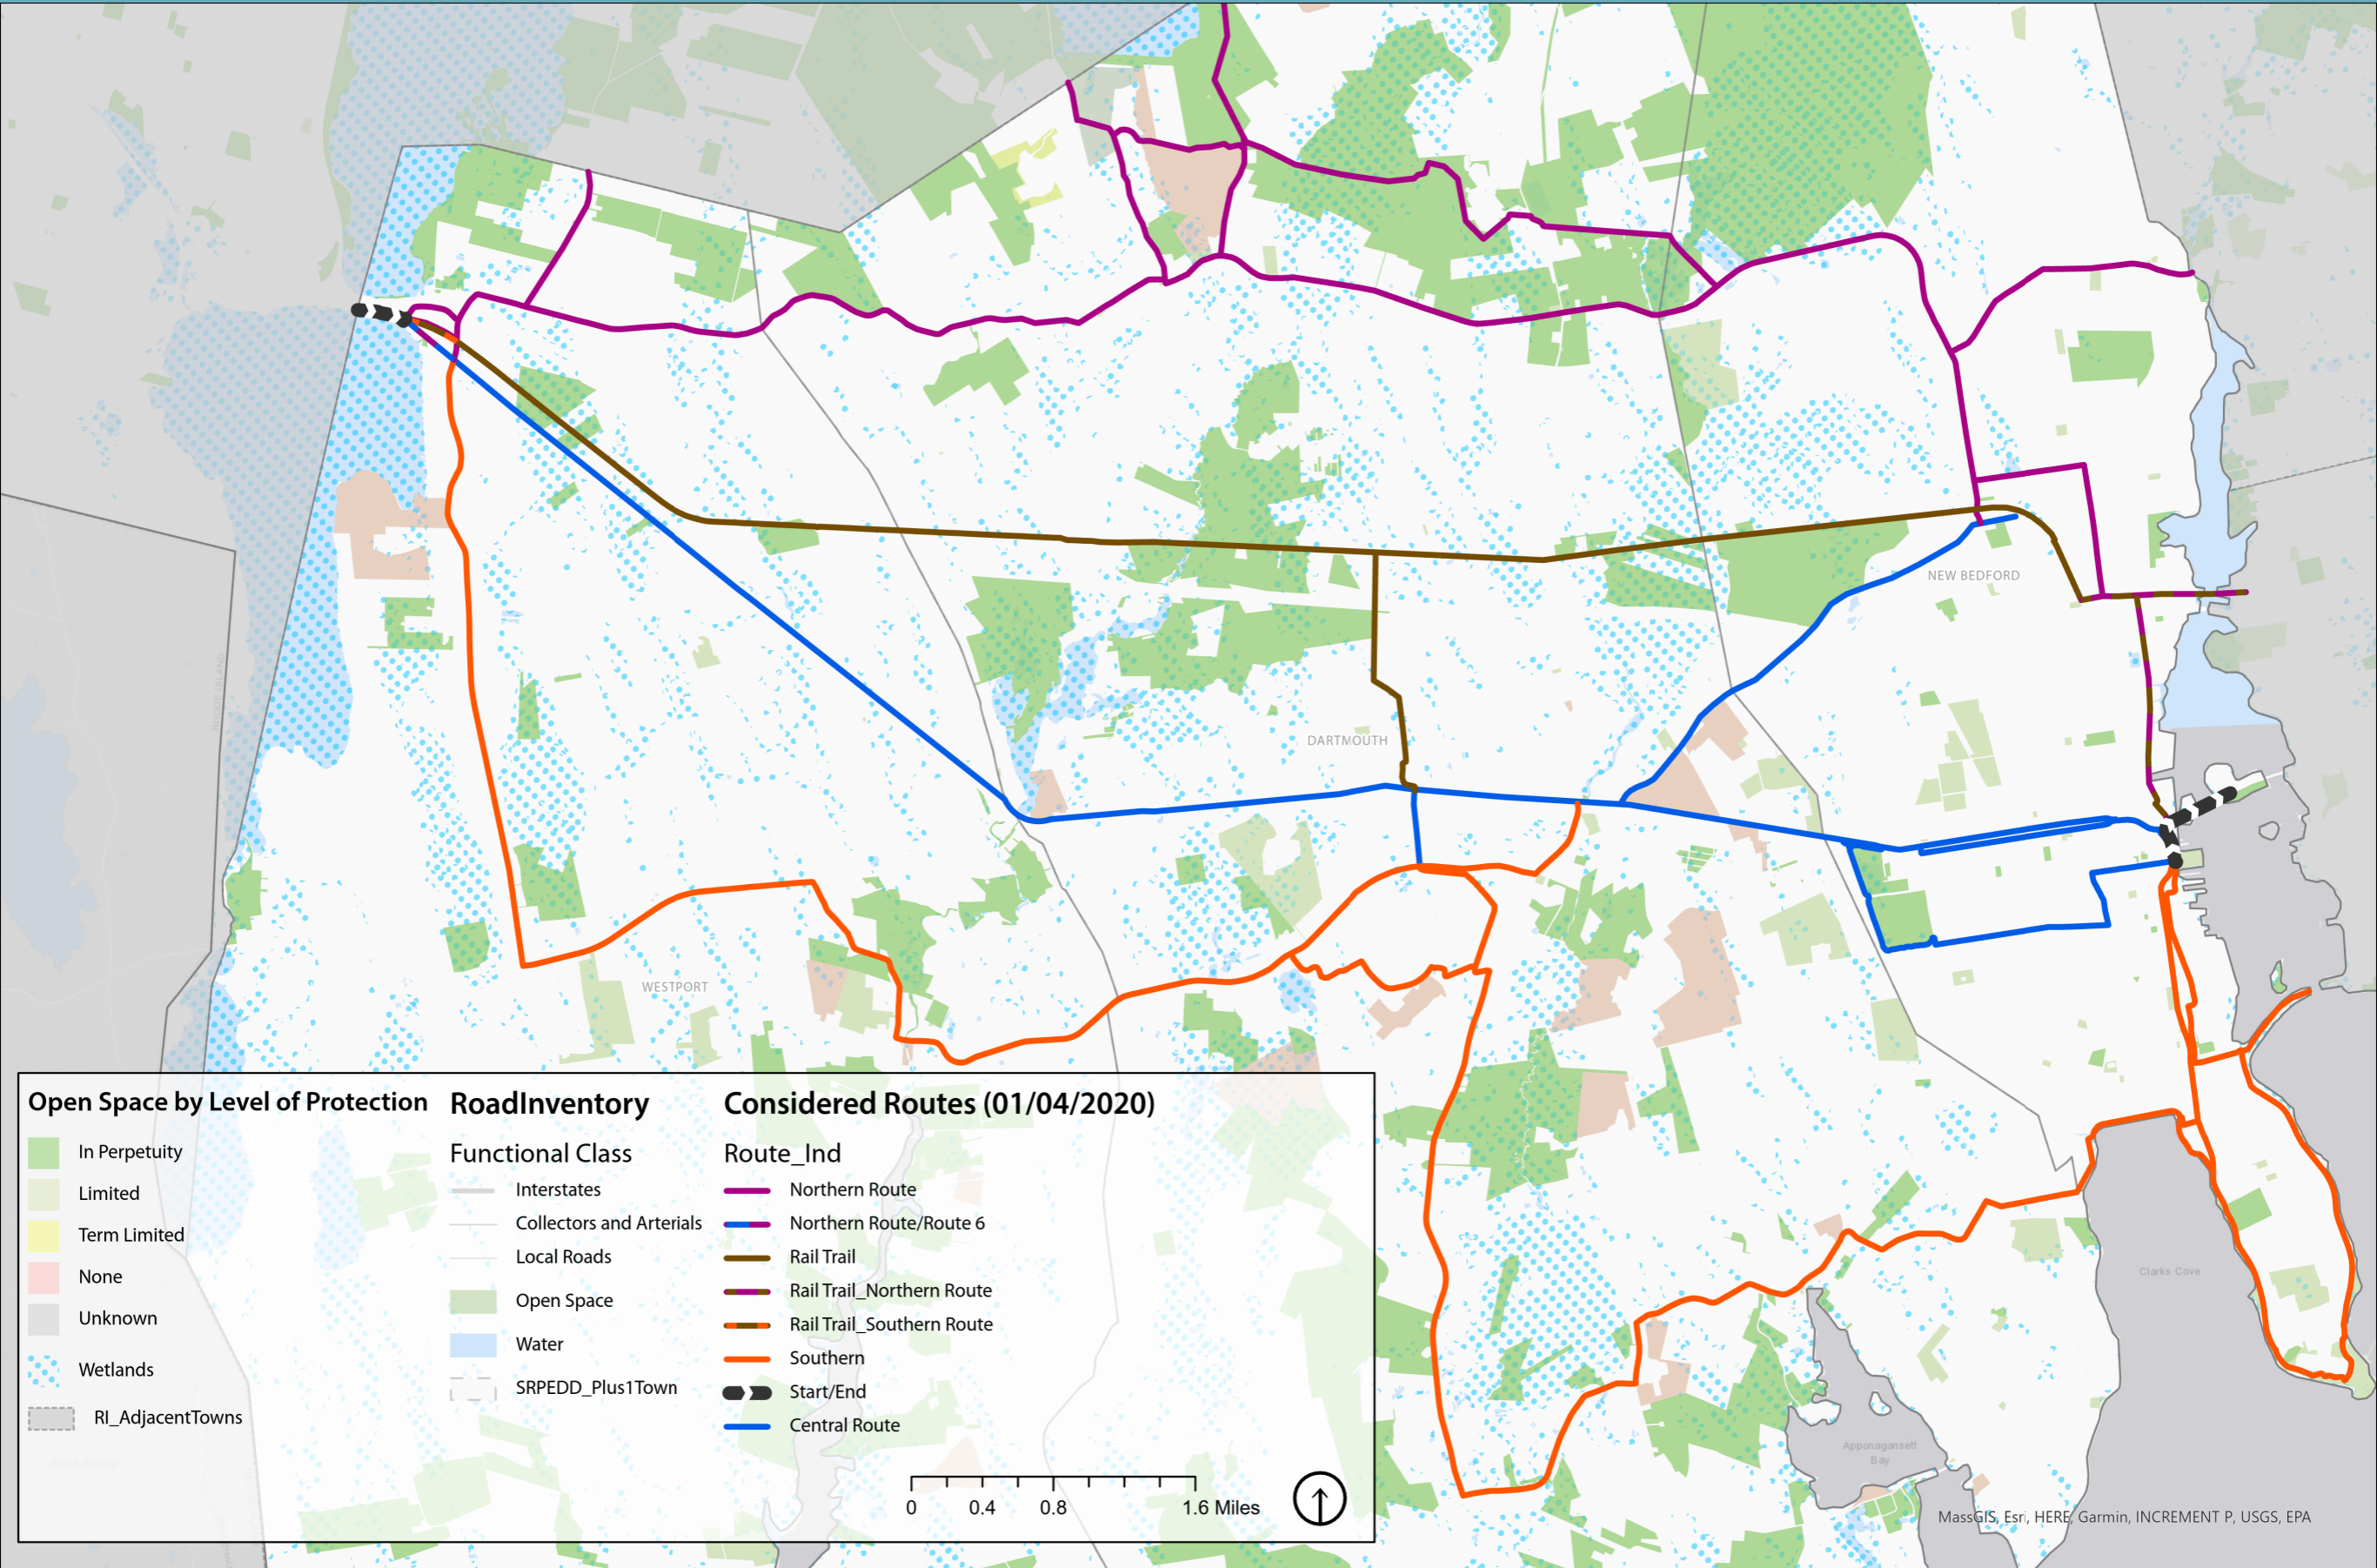 NEW BEDFORD
DARTMOUTH
WESTPORT
RHODE ISLAND
Clarks Cove
Apponagansett
Bay
Open Space by Level of Protection
In Perpetuity
Limited
Term Limited
None
Unknown
Wetlands
RI_AdjacentTowns
RoadInventory
Functional Class
Interstates
Collectors and Arterials
Local Roads
Open Space
Water
SRPEDD_Plus1Town
Considered Routes (01/04/2020)
Route_Ind
Northern Route
Northern Route/Route 6
Rail Trail
Rail Trail_Northern Route
Rail Trail_Southern Route
Southern
Start/End
Central Route
0 0.4 0.8 1.6 Miles
MassGIS, Esri, HERE, Garmin, INCREMENT P, USGS, EPA